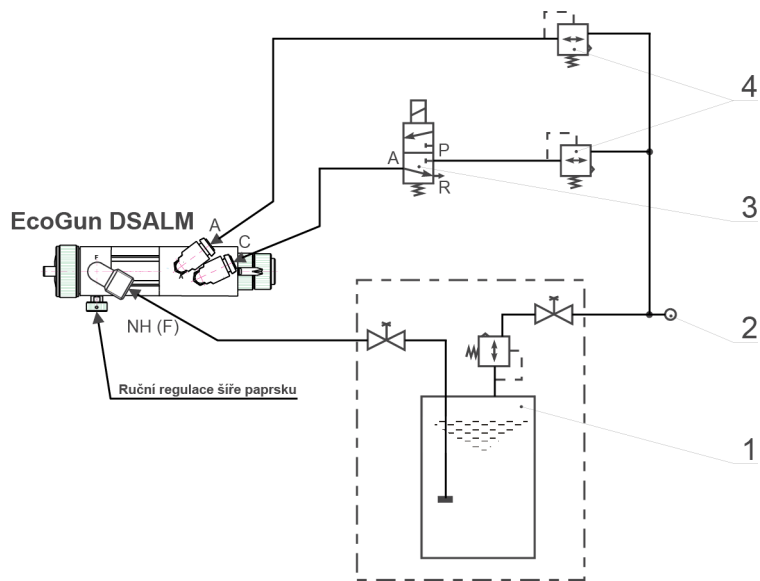 4
P
A
R
3
EcoGun DSALM
A
C
F
NH (F)
2
Ruční regulace šíře paprsku
1